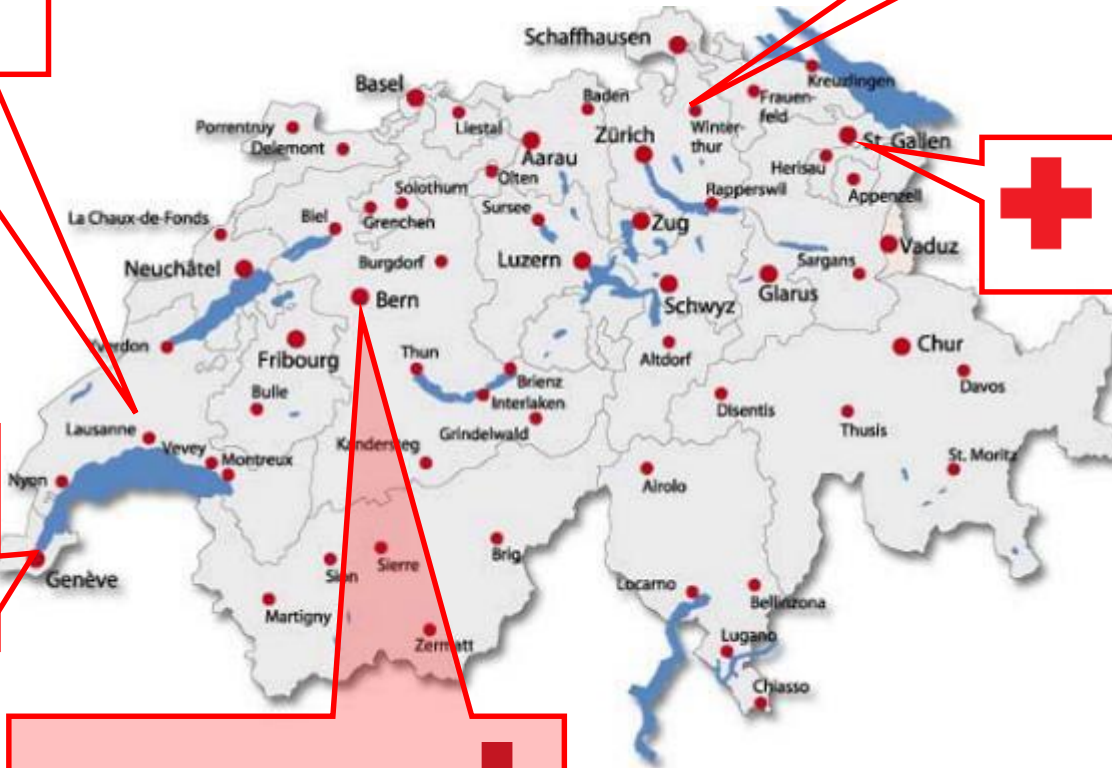 Schaffhausen
Kreuzlingen
Basel
Baden
Frauen-
feld
Porrentruy
Liestal
Zürich
Winter-
thur
St. Gallen
Delemont
Aarau
Herisau
Olten
Appenzell
Solothurn
Rapperswil
La Chaux-de-Fonds
Biel
Grenchen
Sursee
Zug
Vaduz
Neuchâtel
Burgdorf
Luzern
Sargans
Bern
Schwyz
Glarus
Yverdon
Fribourg
Thun
Altdorf
Chur
Brienz
Davos
Bulle
Interlaken
Disentis
Lausanne
Grindelwald
Thusis
Vevey
Kandersteg
Montreux
St. Moritz
Nyon
Airolo
Genève
Sion
Sierre
Brig
Locarno
Bellinzona
Martigny
Zermatt
Lugano
Chiasso